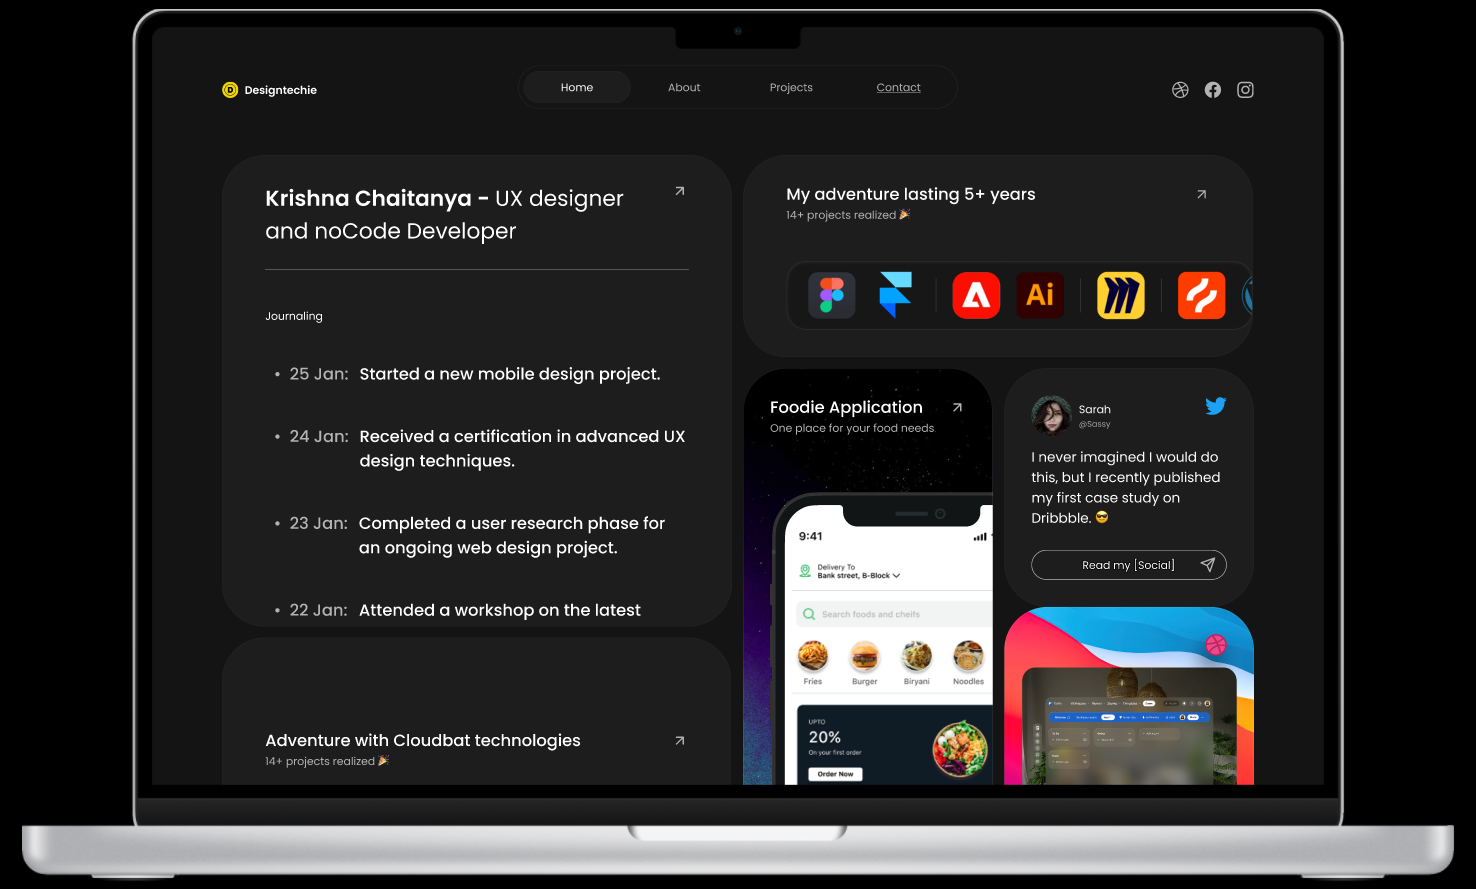 Designtechie
Home
About
Projects
Contact
Krishna Chaitanya - UX designer
and noCode Developer
Journaling
• 25 Jan: Started a new mobile design project.
• 24 Jan: Received a certification in advanced UX
design techniques.
• 23 Jan: Completed a user research phase for
an ongoing web design project.
• 22 Jan: Attended a workshop on the latest
Adventure with Cloudbat technologies
14+ projects realized 🎉
My adventure lasting 5+ years
14+ projects realized 🎉
Ai
Foodie Application
One place for your food needs
9:41
Delivery To
Bank street, B-Block
Search foods and cheifs
Fries
Burger
Biryani
Noodles
UPTO
20%
On your first order
Order Now
Sarah
@Sassy
I never imagined I would do
this, but I recently published
my first case study on
Dribbble. 😎
Read my [Social]